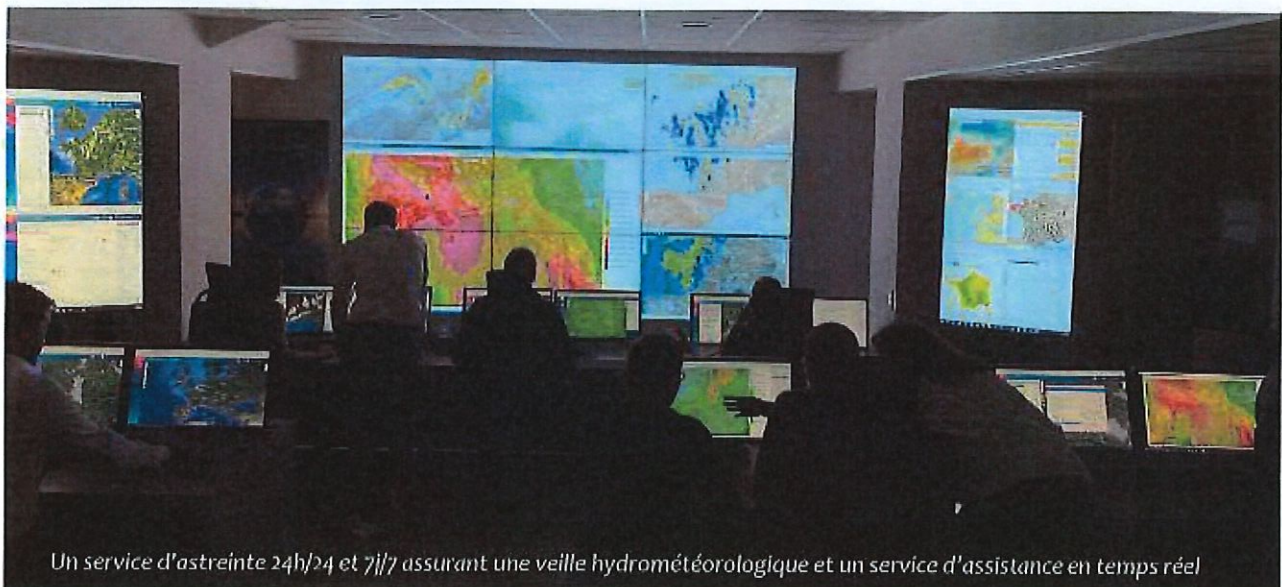 Un service d'astreinte 24h/24 et 7j/7 assurant une veille hydrométéorologique et un service d'assistance en temps réel